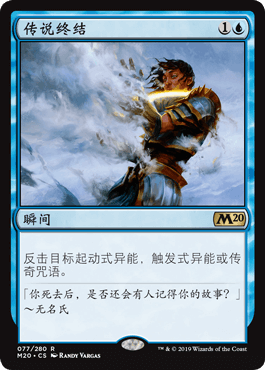 传说终结 1
瞬间 M20
反击目标起动式异能，触发式异能或传
奇咒语。
「你死去后，是否还会有人记得你的故事？」
～无名氏
077/280 R
M20 • CS RANDY VARGAS
™ & © 2019 Wizards of the Coast